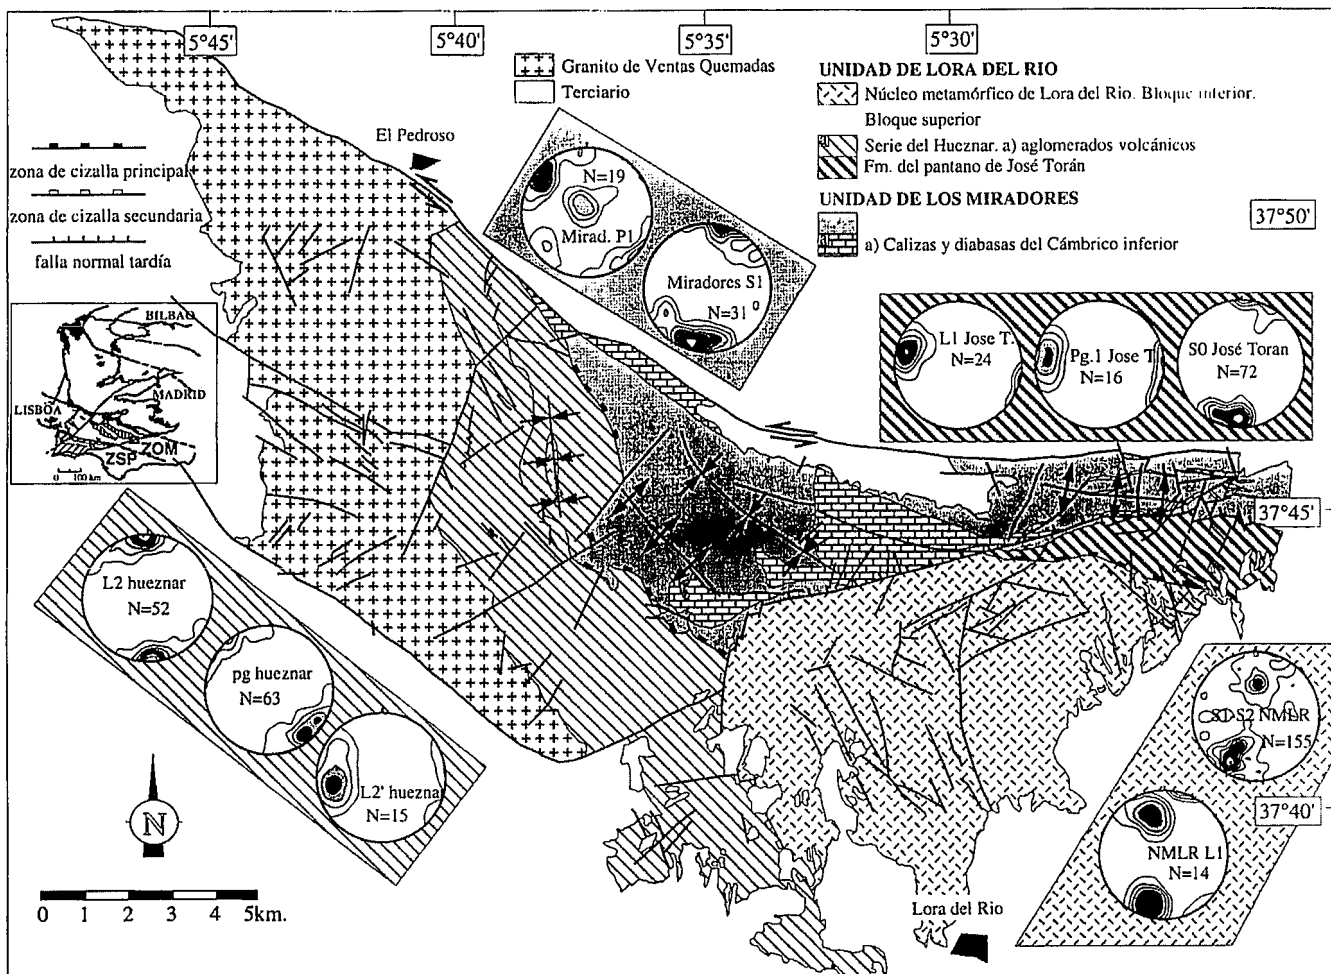 5°45'
5°40'
5°35'
5°30'
Granito de Ventas Quemadas
Terciario
UNIDAD DE LORA DEL RIO
Núcleo metamórfico de Lora del Rio. Bloque inferior.
Bloque superior
Serie del Hueznar. a) aglomerados volcánicos
Fm. del pantano de José Torán
UNIDAD DE LOS MIRADORES
a) Calizas y diabasas del Cámbrico inferior
37°50'
zona de cizalla principal
zona de cizalla secundaria
falla normal tardía
El Pedroso
N=19
Mirad. P1
Miradores S1
N=31
L1 Jose T.
N=24
Pg.1 Jose T.
N=16
S0 José Toran
N=72
BILBAO
MADRID
LISBOA
ZSP
ZOM
0 100 km
37°45'
L2 hueznar
N=52
pg hueznar
N=63
L2' hueznar
N=15
S1-S2 NMLR
N=155
37°40'
NMLR L1
N=14
N
0 1 2 3 4 5km.
Lora del Rio